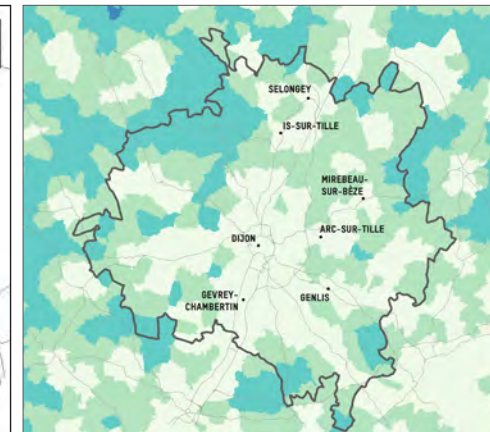 SELONGEY
IS-SUR-TILLE
MIREBEAU-
SUR-BÈZE
ARC-SUR-TILLE
DIJON
GEVREY-
CHAMBERTIN
GENLIS